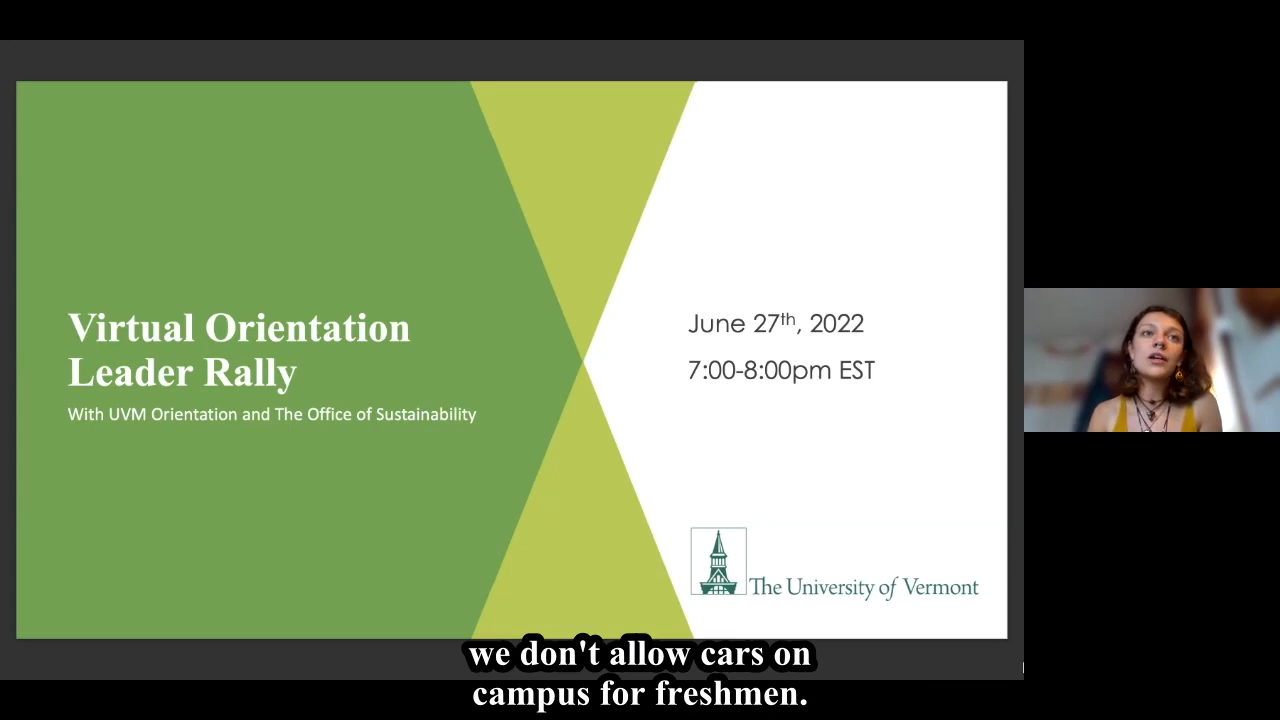 Virtual Orientation
Leader Rally
With UVM Orientation and The Office of Sustainability
June 27th, 2022
7:00-8:00pm EST
The University of Vermont
we don't allow cars on
campus for freshmen.